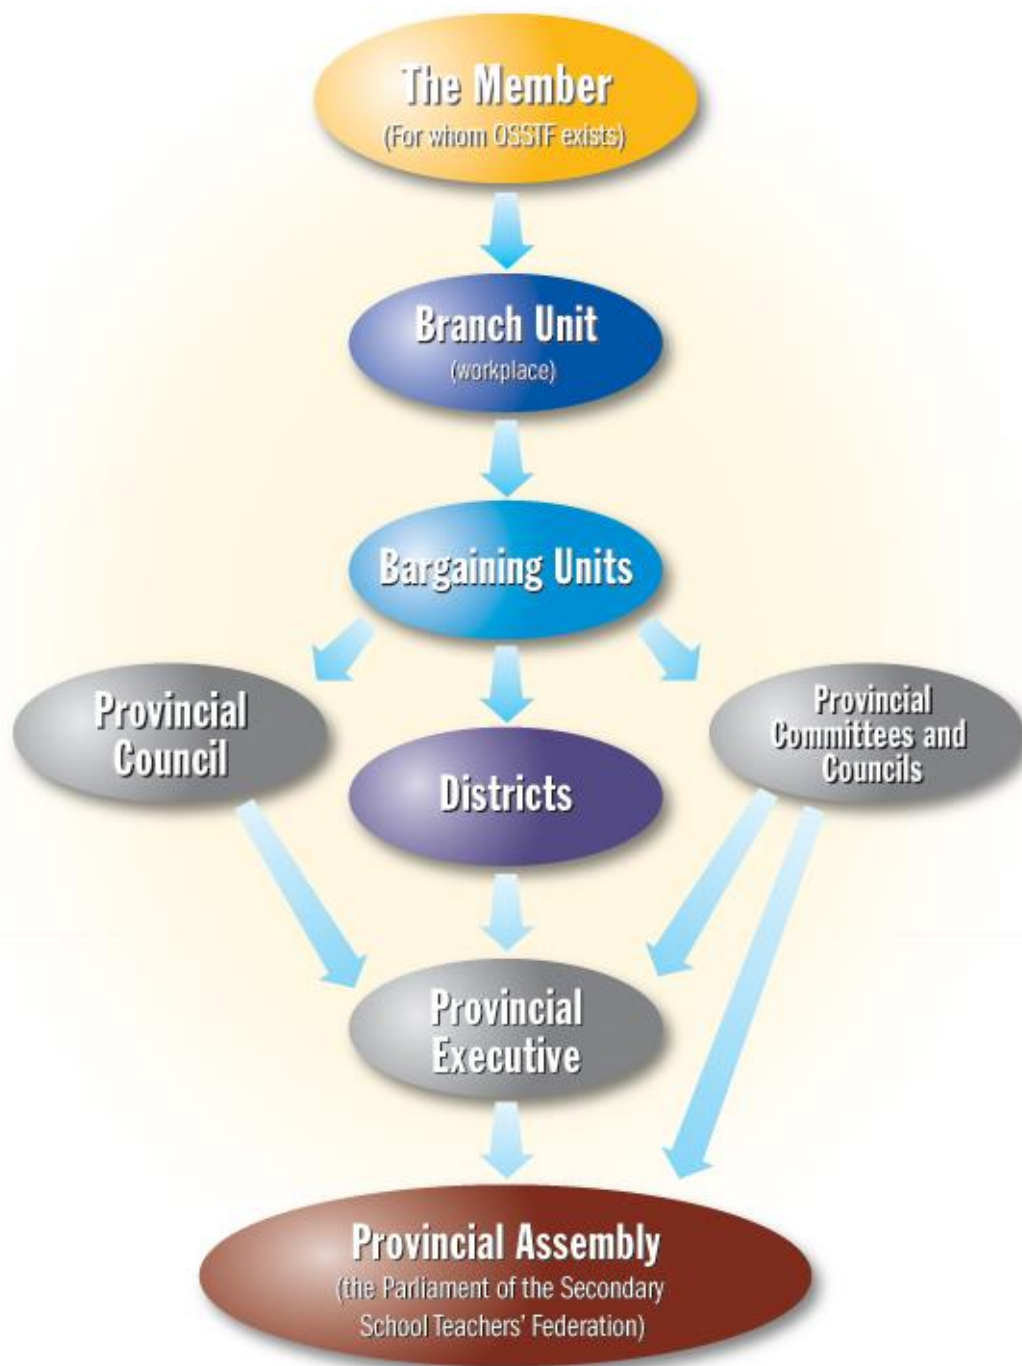 The Member
(For whom OSSTF exists)
Branch Unit
(workplace)
Bargaining Units
Provincial
Council
Districts
Provincial
Committees and
Councils
Provincial
Executive
Provincial Assembly
(the Parliament of the Secondary
School Teachers' Federation)